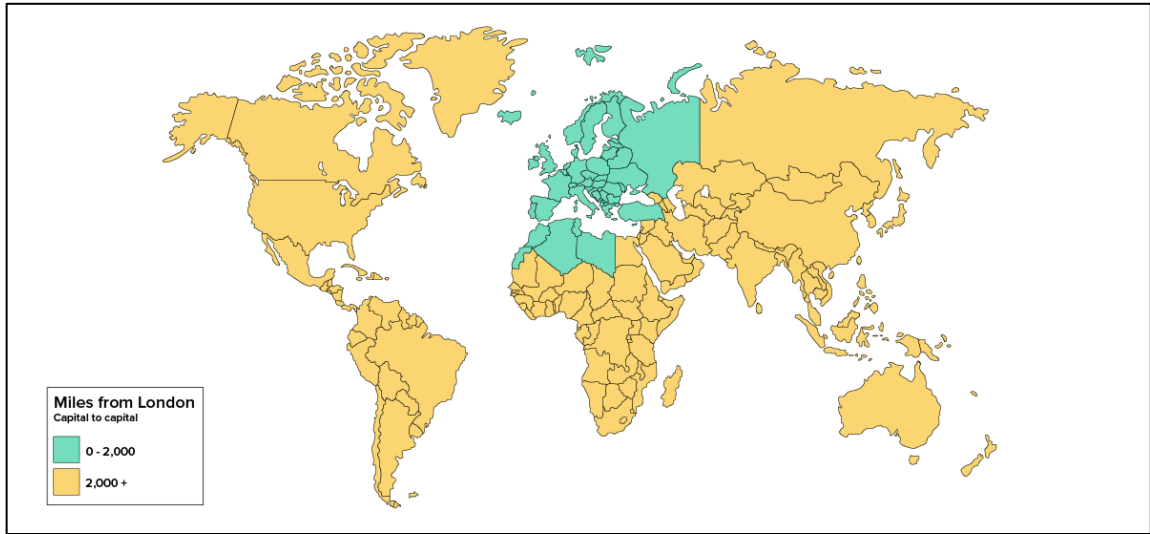 Miles from London
Capital to capital
0 - 2,000
2,000 +